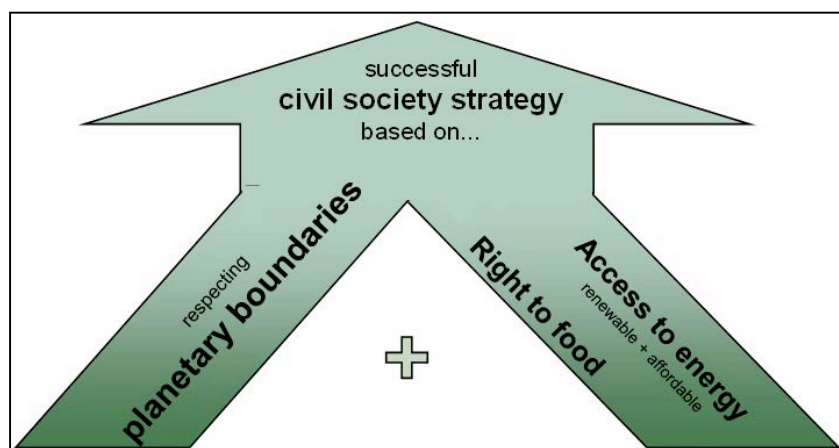 successful
civil society strategy
based on...
respecting
planetary boundaries
Right to food
Access to energy
renewable + affordable
+